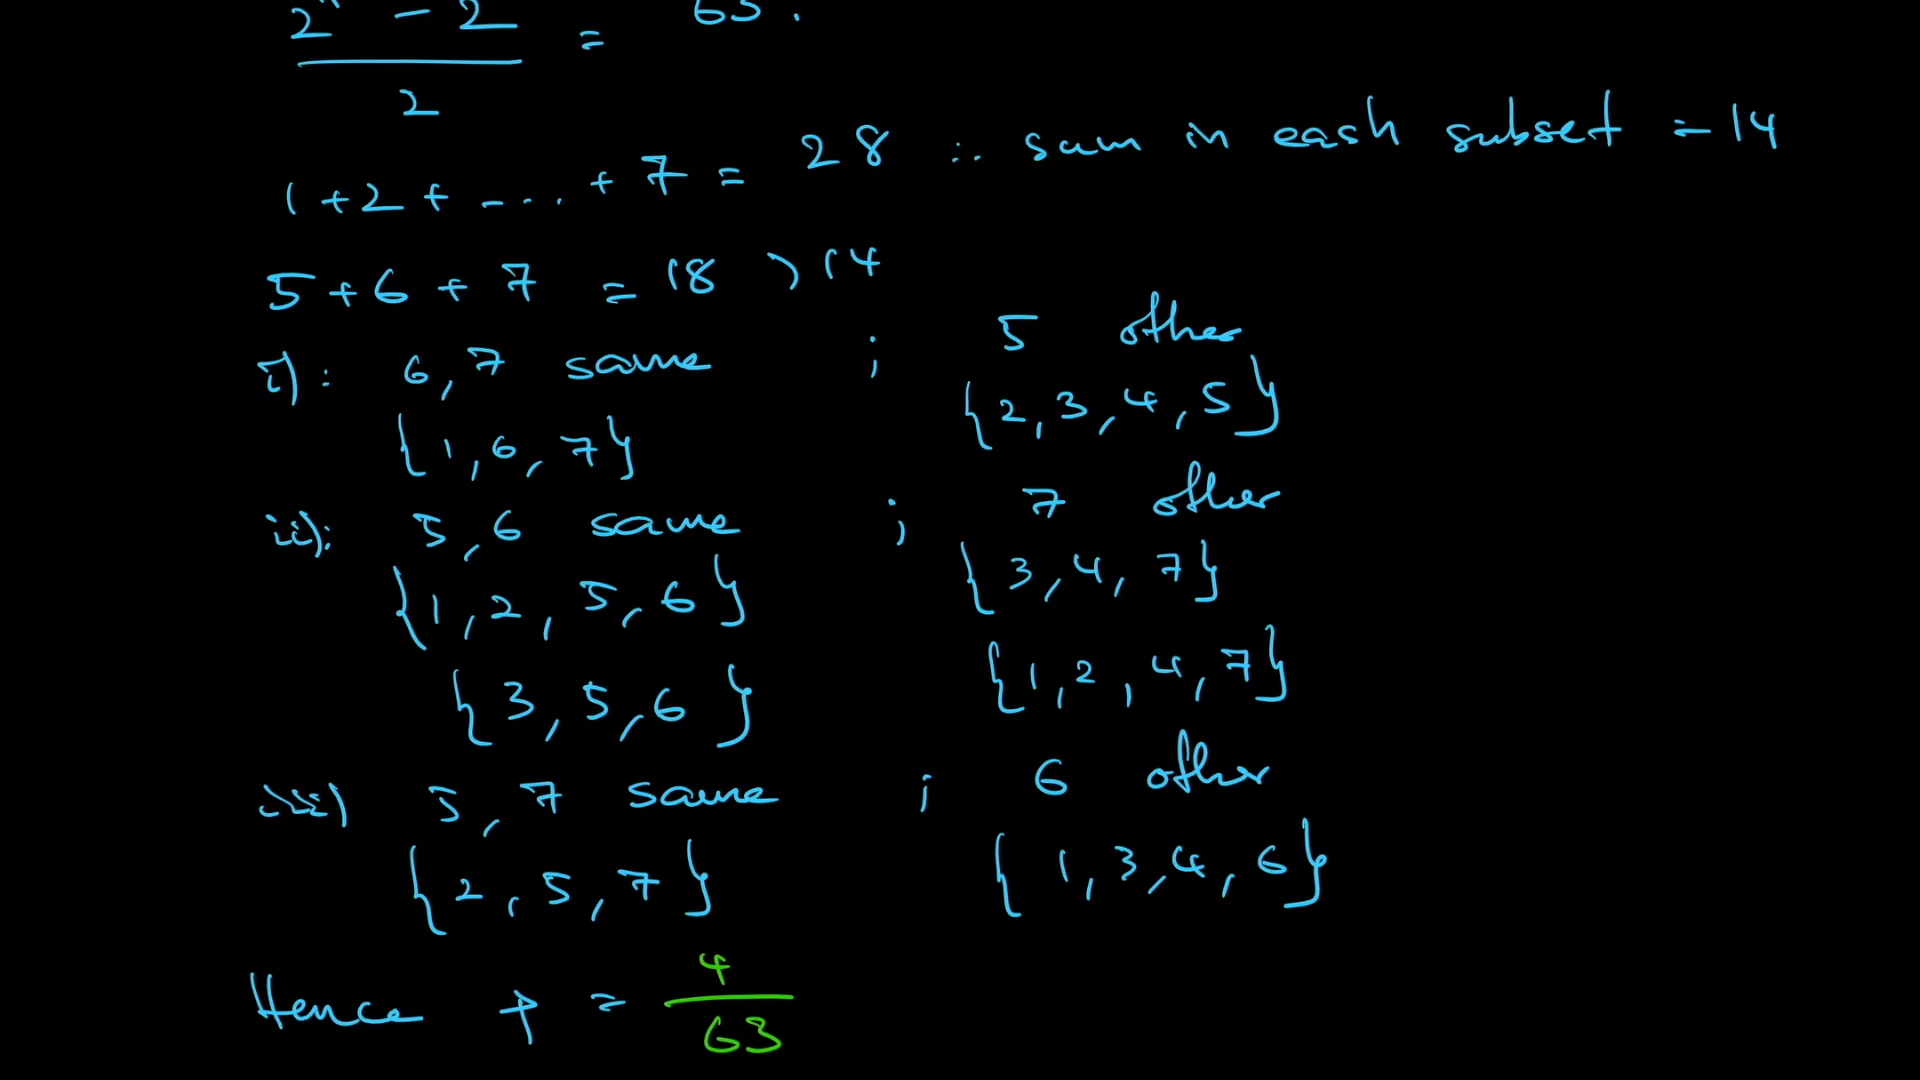 2 - 2 = 63.
2
1 + 2 + - ... + 7 = 28 ∴ sum in each subset = 14
5 + 6 + 7 = 18 > 14
i): 6, 7 same ; 5 other
{1, 6, 7} {2, 3, 4, 5}
ii): 5, 6 same ; 7 other
{1, 2, 5, 6} {3, 4, 7}
{3, 5, 6} {1, 2, 4, 7}
iii) 5, 7 same ; 6 other
{2, 5, 7} {1, 3, 4, 6}
Hence p = 4
63